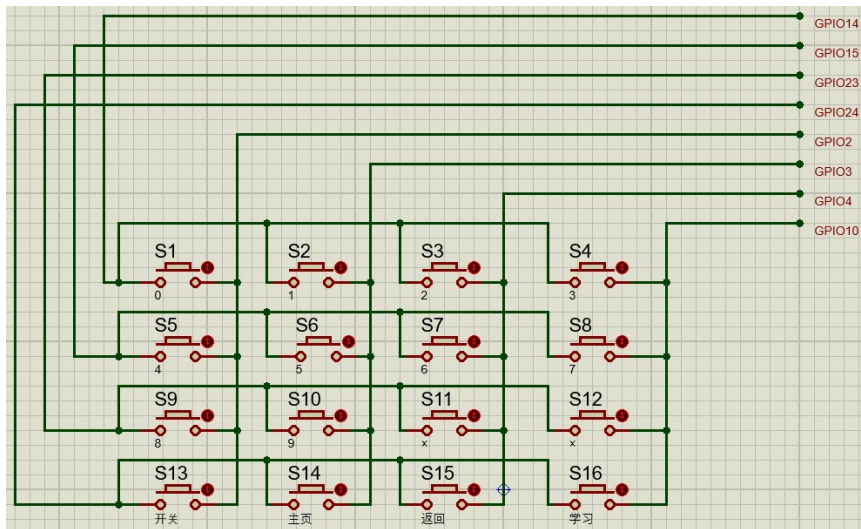 GPIO14
GPIO15
GPIO23
GPIO24
GPIO2
GPIO3
GPIO4
GPIO10
S1 S2 S3 S4
0 1 2 3
S5 S6 S7 S8
4 5 6 7
S9 S10 S11 S12
8 9 x x
S13 S14 S15 S16
开关 主页 返回 学习